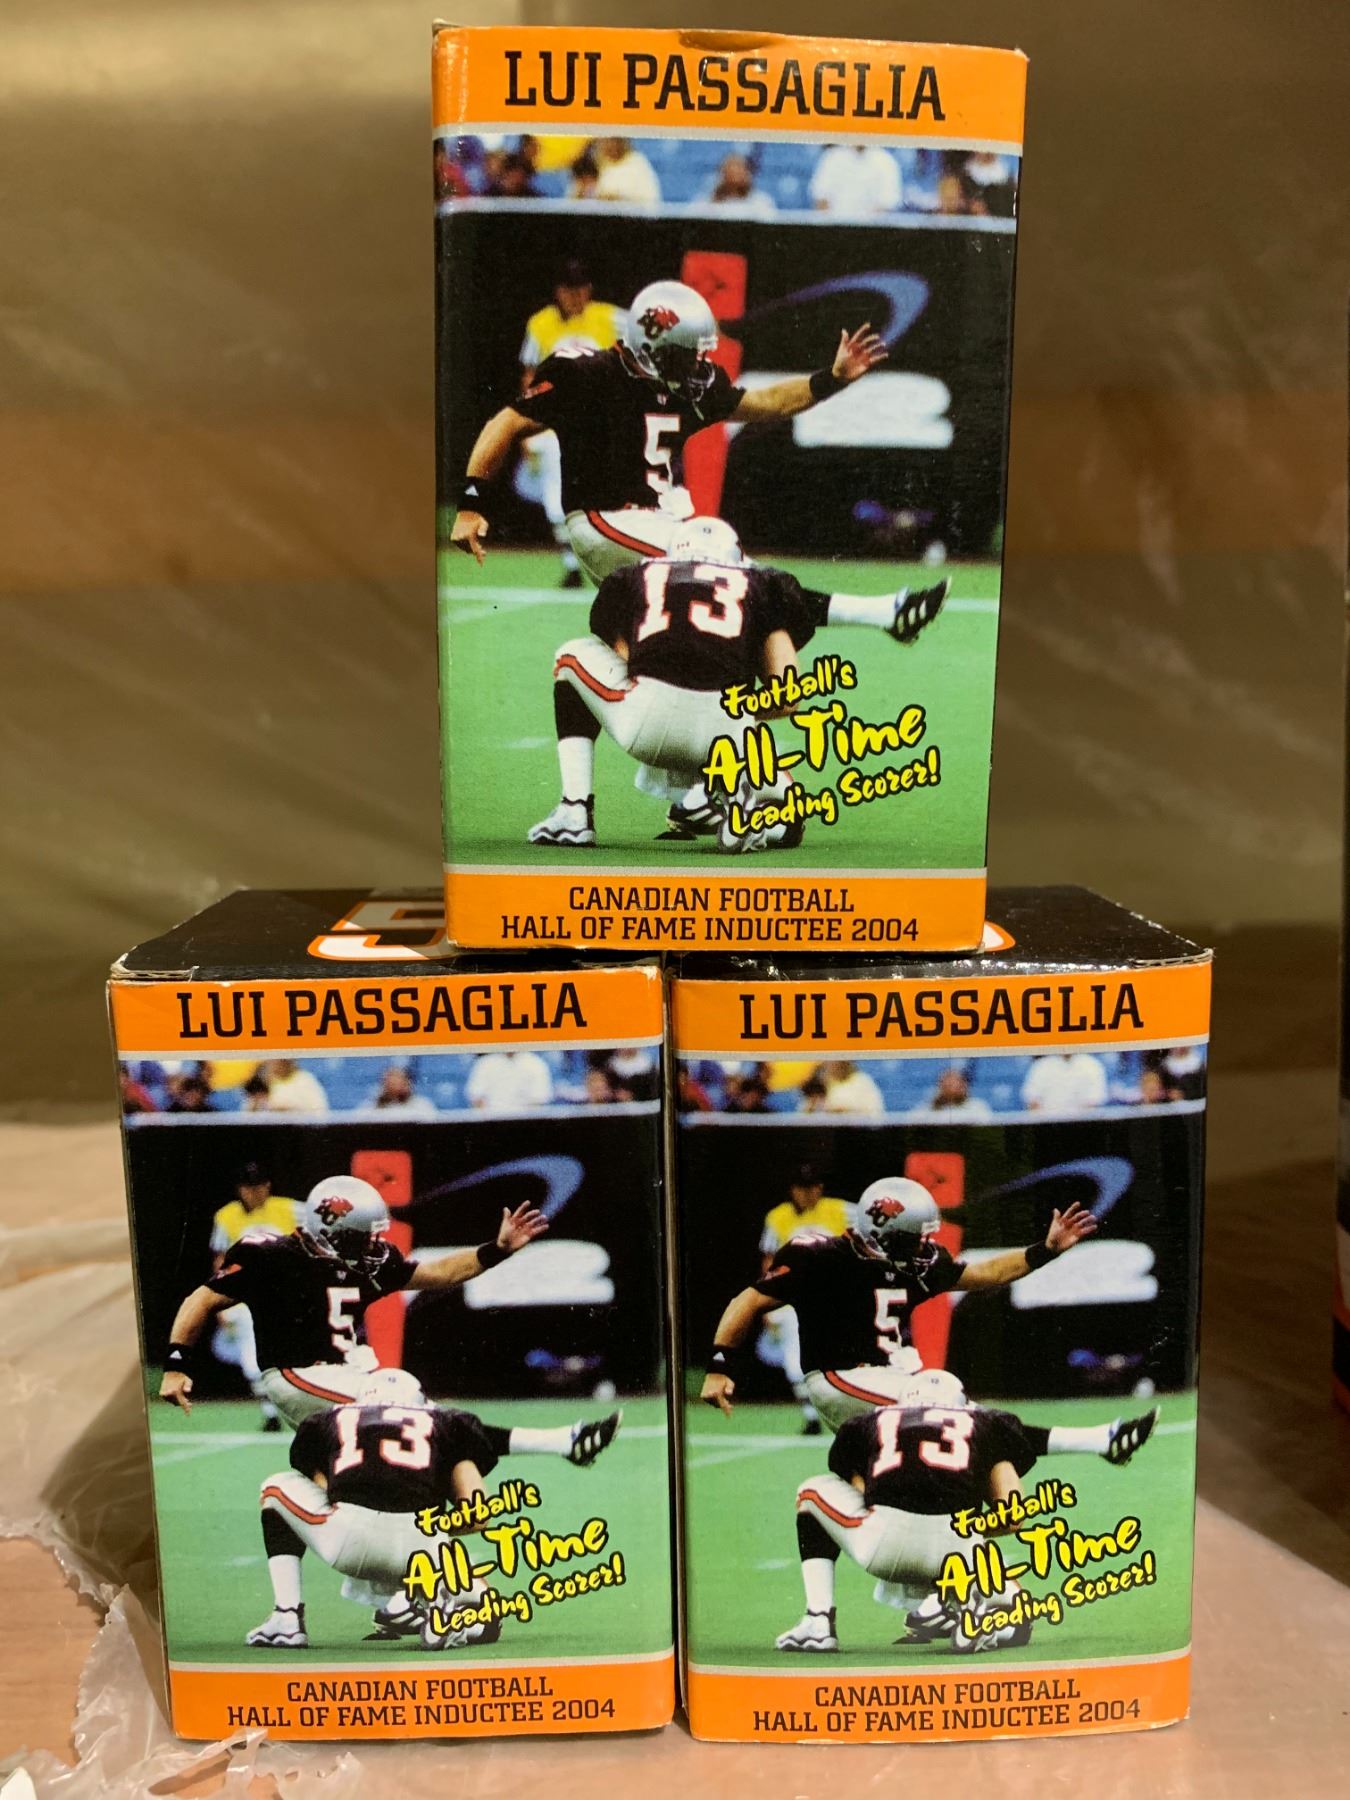 LUI PASSAGLIA
5
13
Football's
All-Time
Leading Scorer!
CANADIAN FOOTBALL
HALL OF FAME INDUCTEE 2004
5
LUI PASSAGLIA
5
13
Football's
All-Time
Leading Scorer!
CANADIAN FOOTBALL
HALL OF FAME INDUCTEE 2004
LUI PASSAGLIA
5
13
Football's
All-Time
Leading Scorer!
CANADIAN FOOTBALL
HALL OF FAME INDUCTEE 2004